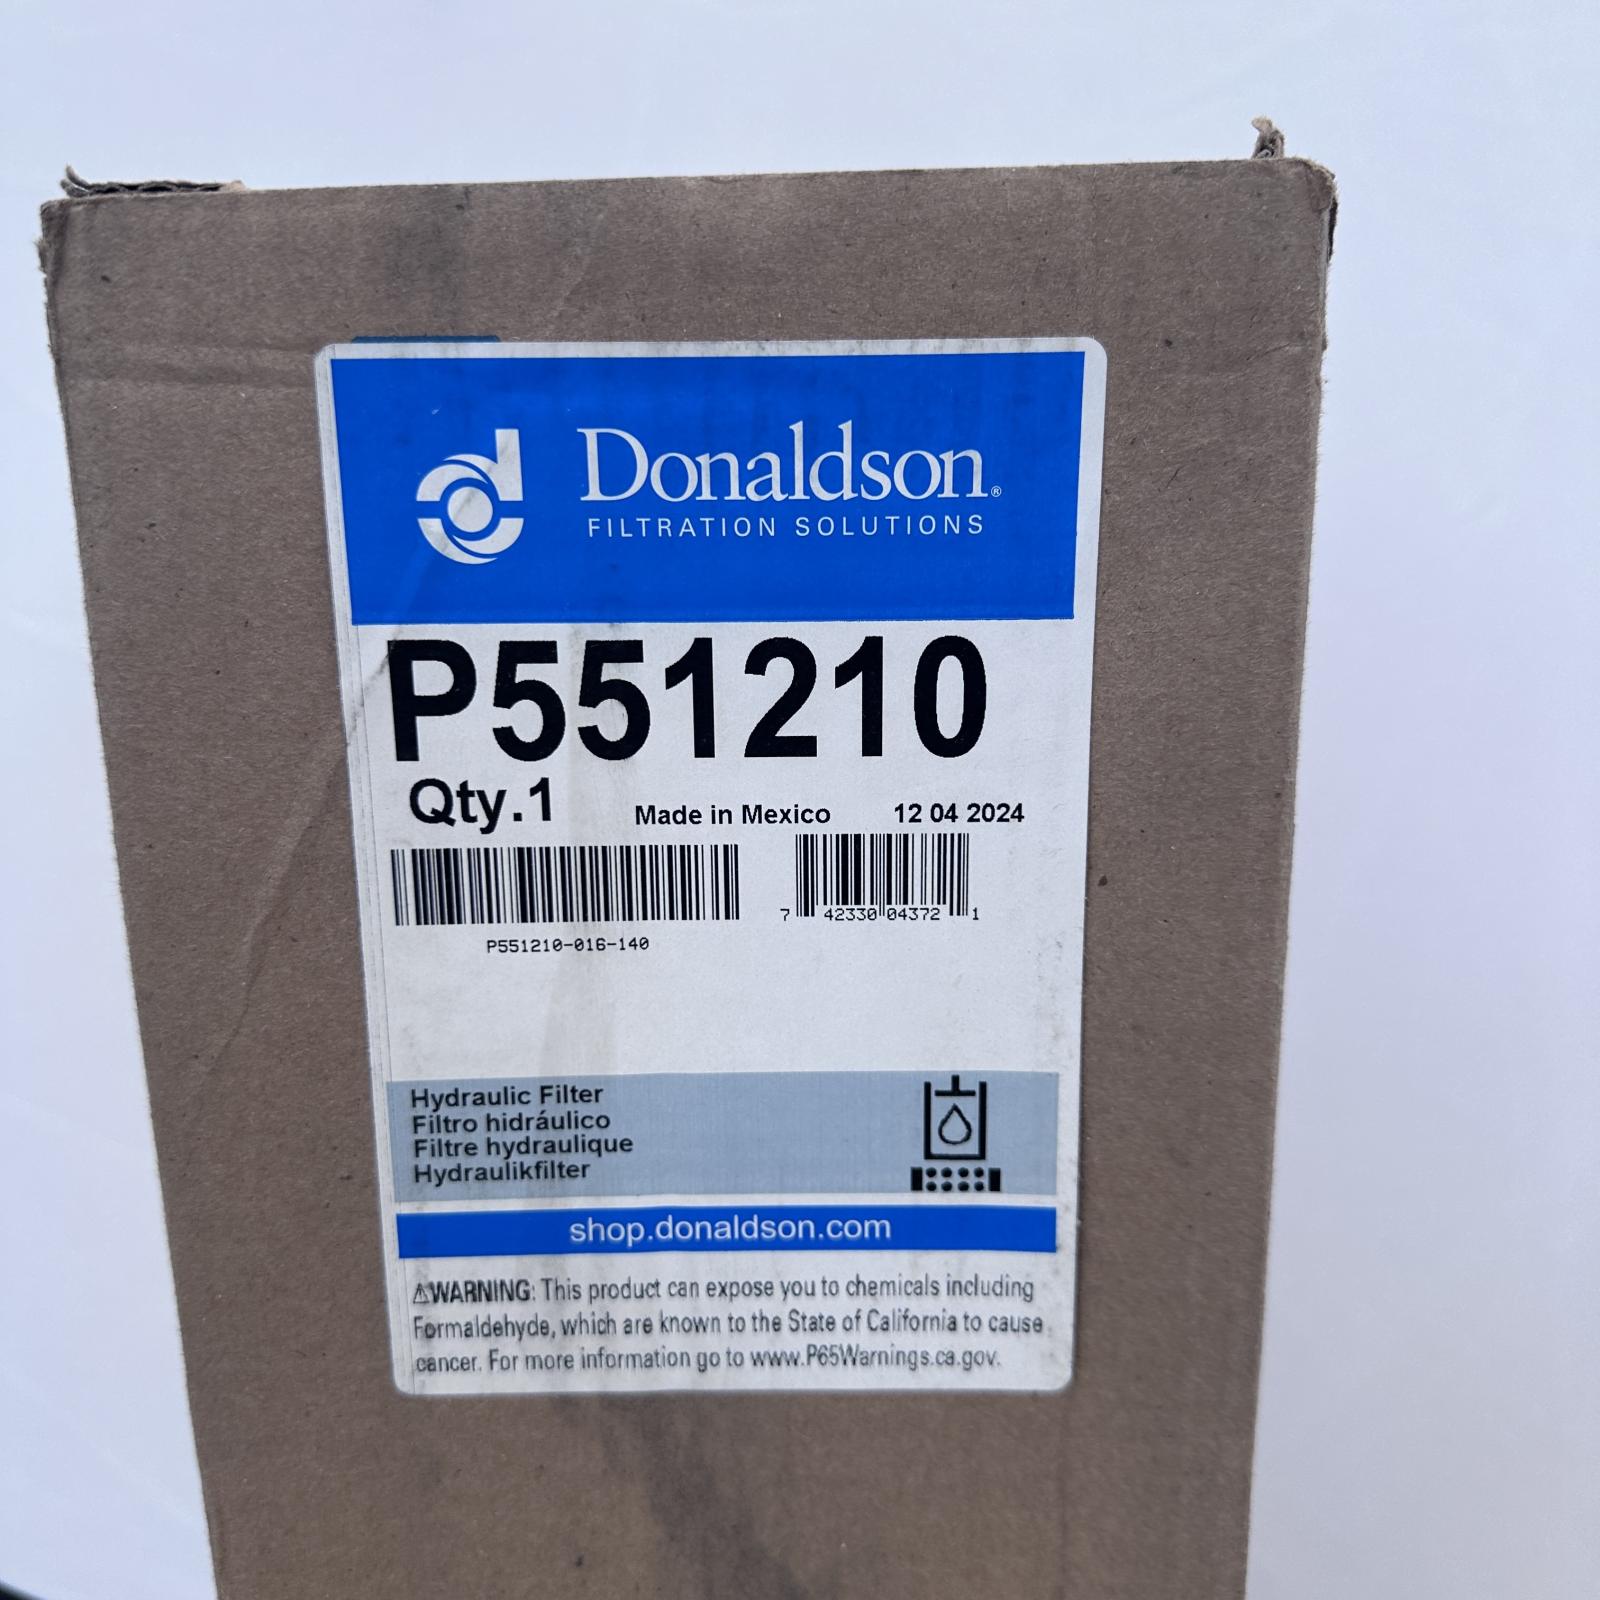 Donaldson®
FILTRATION SOLUTIONS
P551210
Qty.1
Made in Mexico 12 04 2024
P551210-016-140
7 42330 04372 1
Hydraulic Filter
Filtro hidráulico
Filtre hydraulique
Hydraulikfilter
shop.donaldson.com
⚠WARNING: This product can expose you to chemicals including
Formaldehyde, which are known to the State of California to cause
cancer. For more information go to www.P65Warnings.ca.gov.